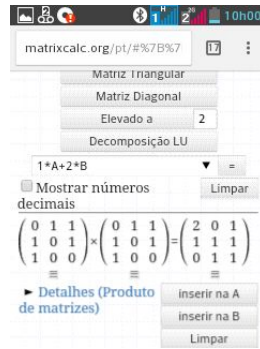 10h00
matrixcalc.org/pt/#%7B%7
17
Matriz Triangular
Matriz Diagonal
Elevado a 2
Decomposição LU
1*A+2*B ▼ =
Mostrar números decimais Limpar
0 1 1 0 1 1 2 0 1
1 0 1 × 1 0 1 = 1 1 1
1 0 0 1 0 0 0 1 1
► Detalhes (Produto de matrizes)
inserir na A
inserir na B
Limpar